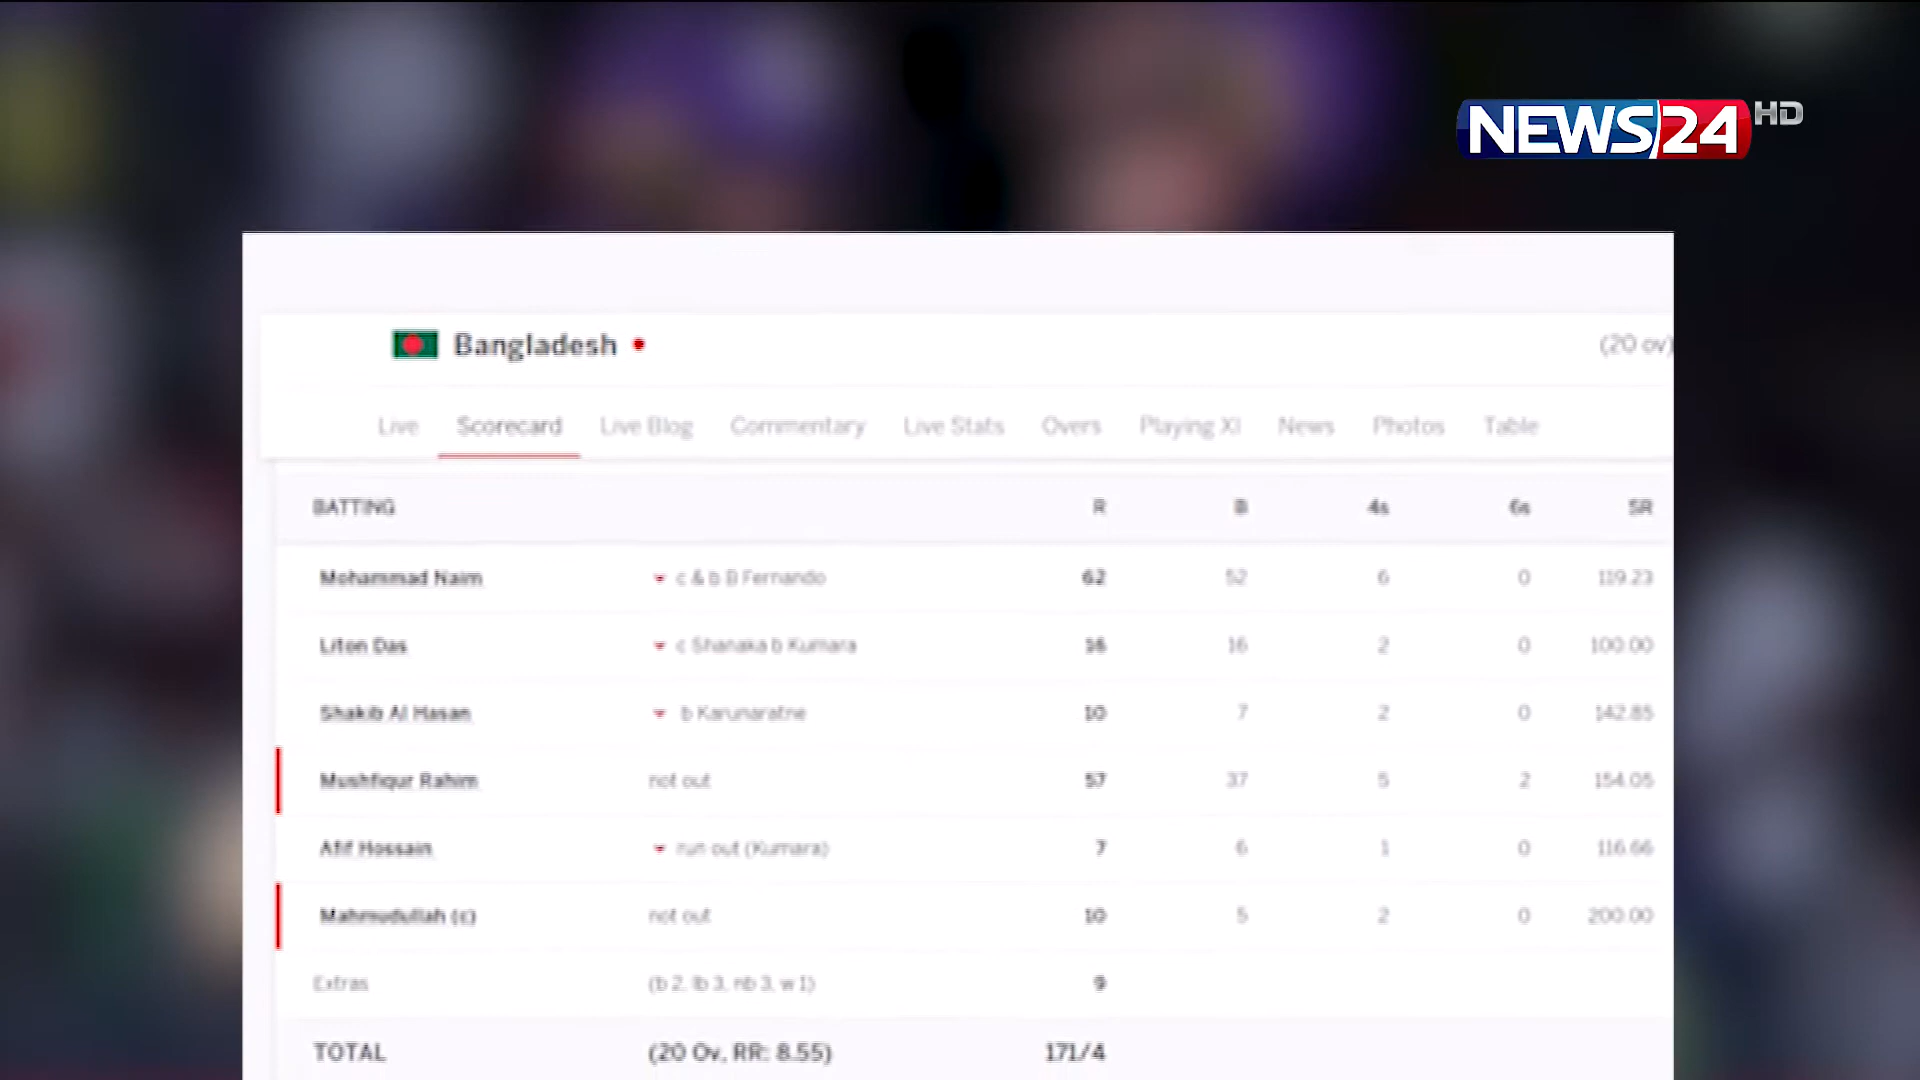 NEWS24 HD
Bangladesh (20 ov)
Live Scorecard Live Blog Commentary Live Stats Overs Playing XI News Photos Table
BATTING R B 4s 6s SR
Mohammad Naim c & b B Fernando 62 52 6 0 119.23
Liton Das c Shanaka b Kumara 16 16 2 0 100.00
Shakib Al Hasan b Karunaratne 10 7 2 0 142.85
Mushfiqur Rahim not out 57 37 5 2 154.05
Afif Hossain run out (Kumara) 7 6 1 0 116.66
Mahmudullah (c) not out 10 5 2 0 200.00
Extras (b 2, lb 3, nb 3, w 1) 9
TOTAL (20 Ov, RR: 8.55) 171/4